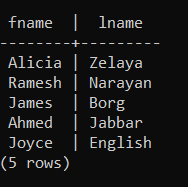 fname  |  lname
--------+---------
 Alicia | Zelaya
 Ramesh | Narayan
 James  | Borg
 Ahmed  | Jabbar
 Joyce  | English
(5 rows)